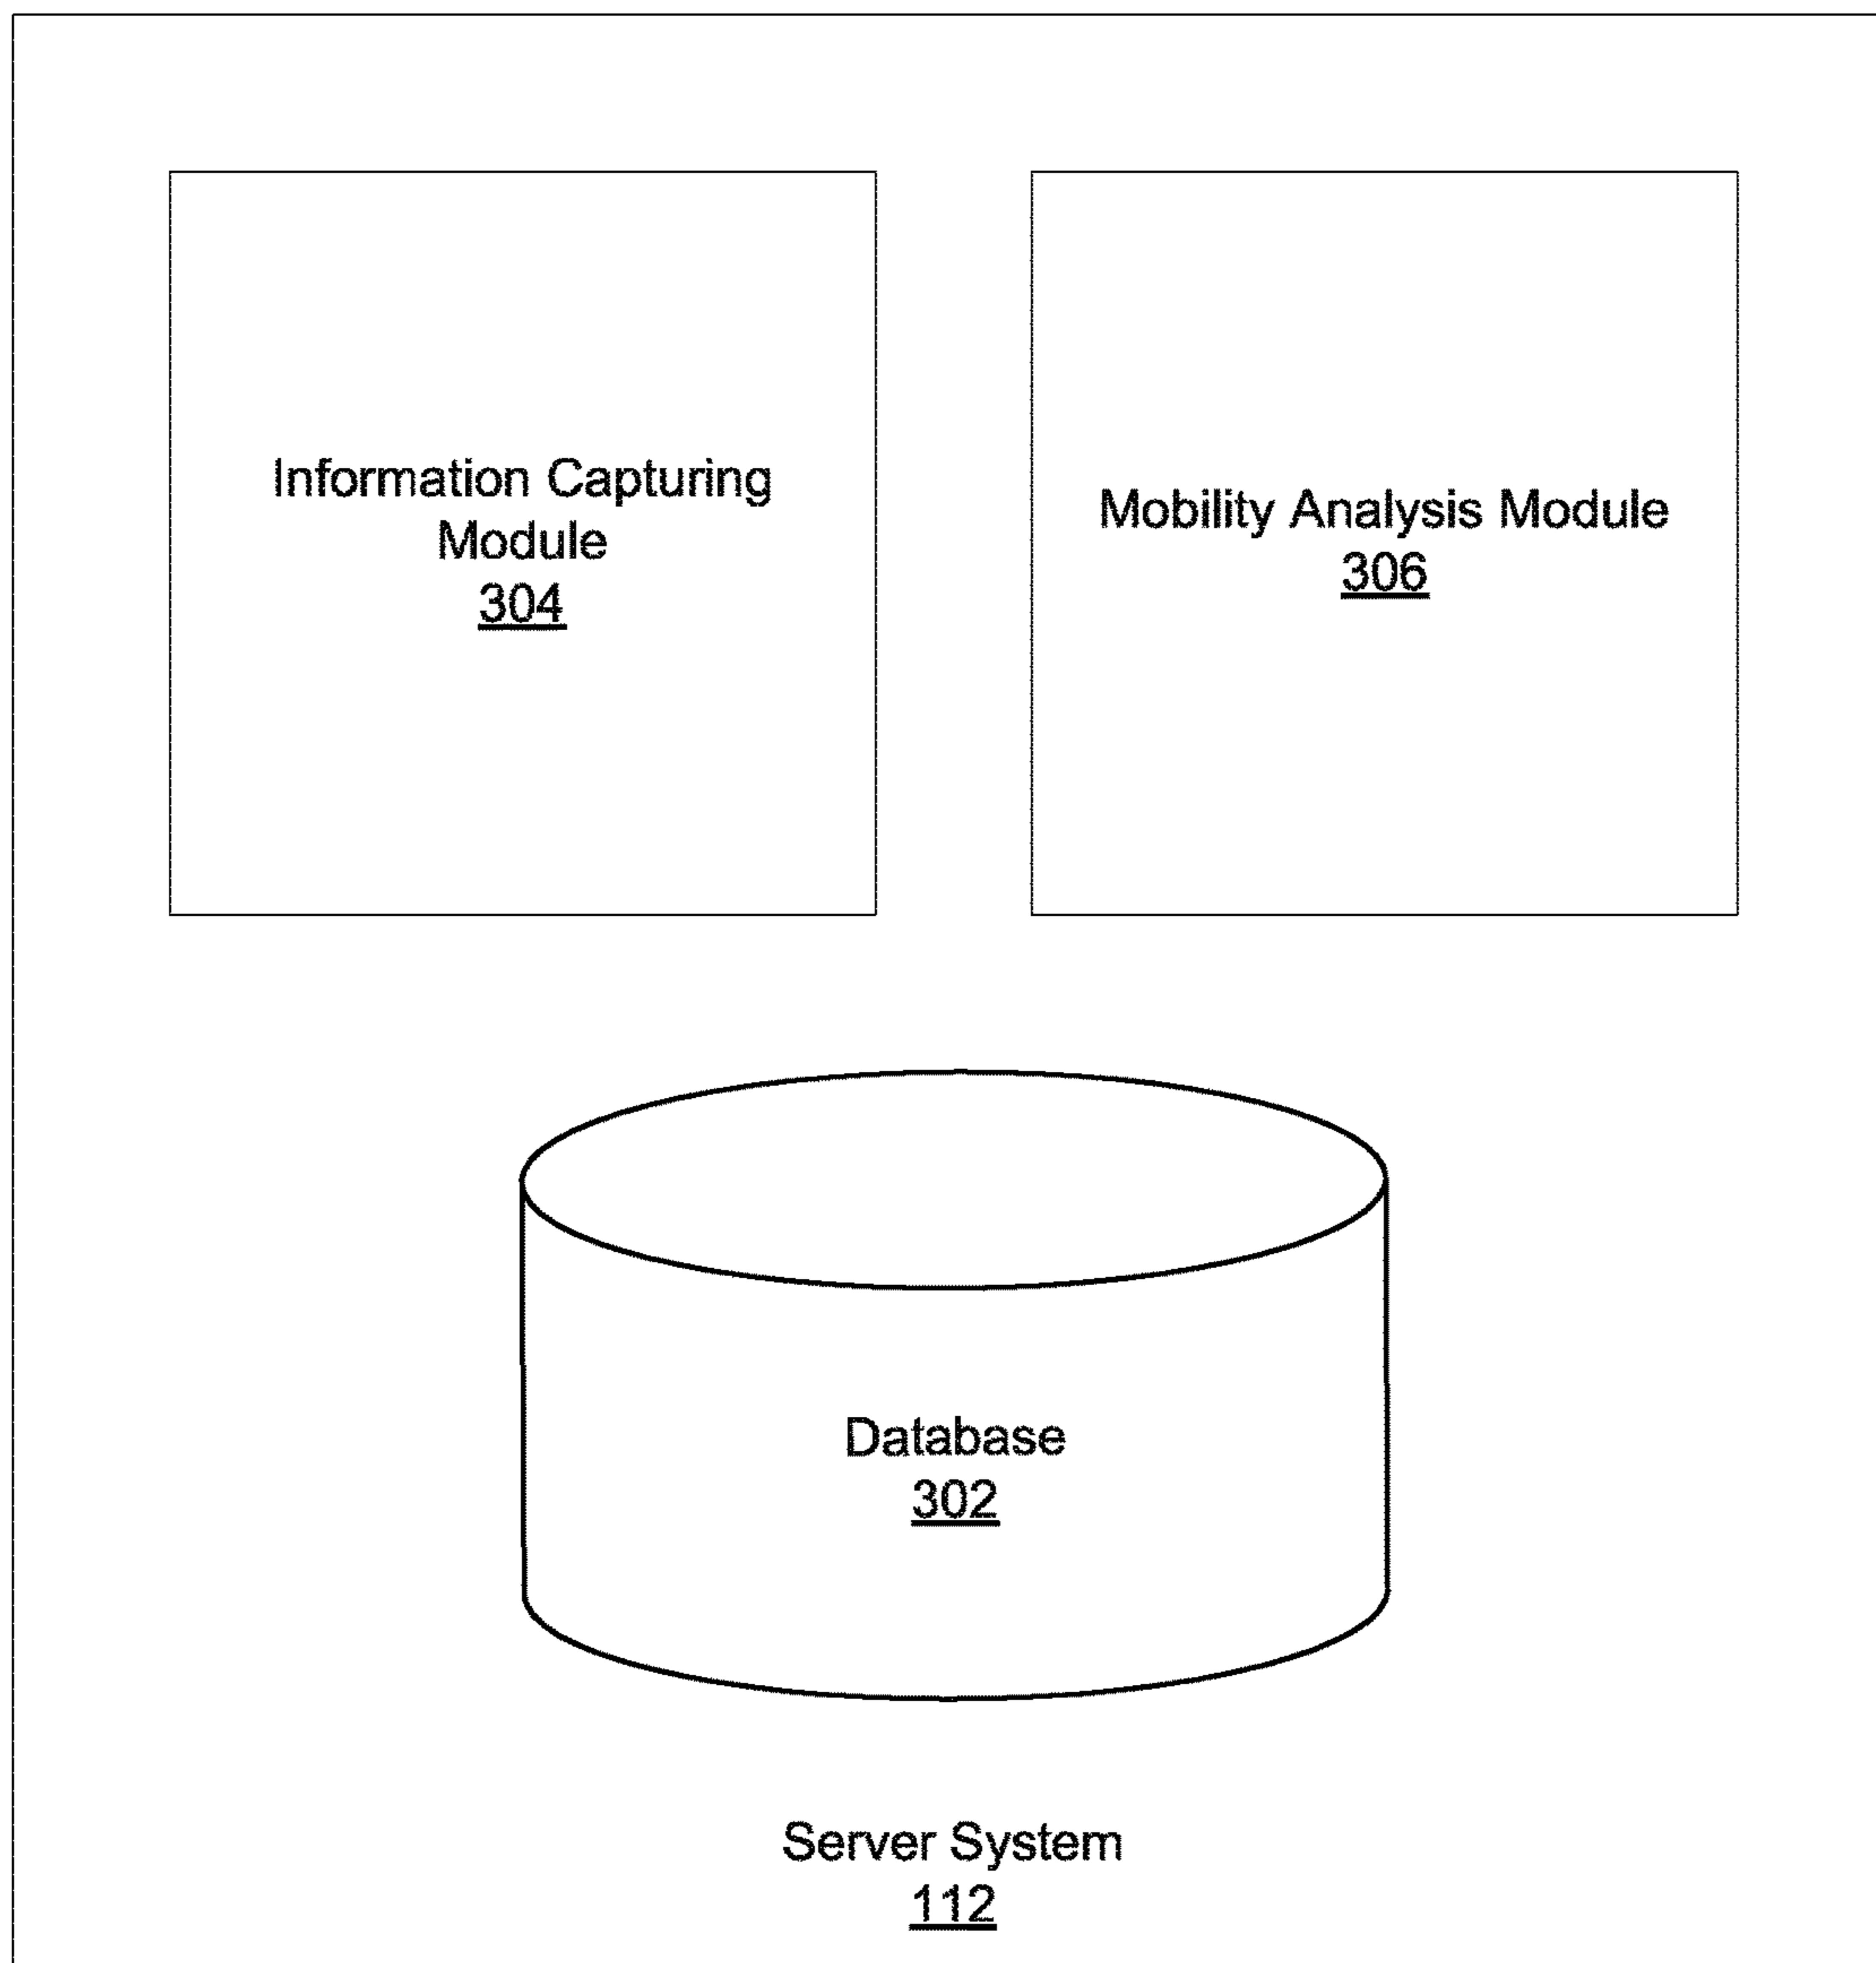 Information Capturing
Module
304
Mobility Analysis Module
306
Database
302
Server System
112